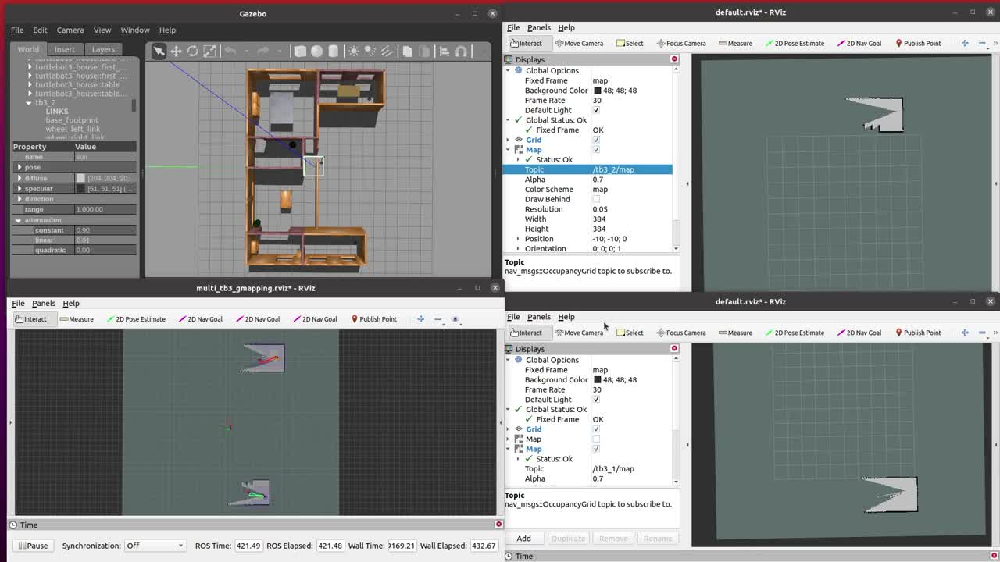 Gazebo
File Edit Camera View Window Help
World Insert Layers
turtlebot3_house::first_...
turtlebot3_house::first_...
turtlebot3_house::table
turtlebot3_house::table...
tb3_2
LINKS
base_footprint
wheel_left_link
wheel_right_link
Property Value
name sun
pose
diffuse [204, 204, 20...
specular [51, 51, 51] (...
direction
range 1,000.00
attenuation
constant 0.90
linear 0.01
quadratic 0.00
default.rviz* - RViz
File Panels Help
Interact Move Camera Select Focus Camera Measure 2D Pose Estimate 2D Nav Goal Publish Point
Displays
Global Options
Fixed Frame map
Background Color 48; 48; 48
Frame Rate 30
Default Light ✓
Global Status: Ok
Fixed Frame OK
Grid ✓
Map ✓
Status: Ok
Topic /tb3_2/map
Alpha 0.7
Color Scheme map
Draw Behind
Resolution 0.05
Width 384
Height 384
Position -10; -10; 0
Orientation 0; 0; 0; 1
Topic
nav_msgs::OccupancyGrid topic to subscribe to.
multi_tb3_gmapping.rviz* - RViz
File Panels Help
Interact Measure 2D Pose Estimate 2D Nav Goal 2D Nav Goal 2D Nav Goal Publish Point
Time
Pause Synchronization: Off ROS Time: 421.49 ROS Elapsed: 421.48 Wall Time: 169.21 Wall Elapsed: 432.67
default.rviz* - RViz
File Panels Help
Interact Move Camera Select Focus Camera Measure 2D Pose Estimate 2D Nav Goal Publish Point
Displays
Global Options
Fixed Frame map
Background Color 48; 48; 48
Frame Rate 30
Default Light ✓
Global Status: Ok
Fixed Frame OK
Grid ✓
Map
Map ✓
Status: Ok
Topic /tb3_1/map
Alpha 0.7
Topic
nav_msgs::OccupancyGrid topic to subscribe to.
Add Duplicate Remove Rename
Time